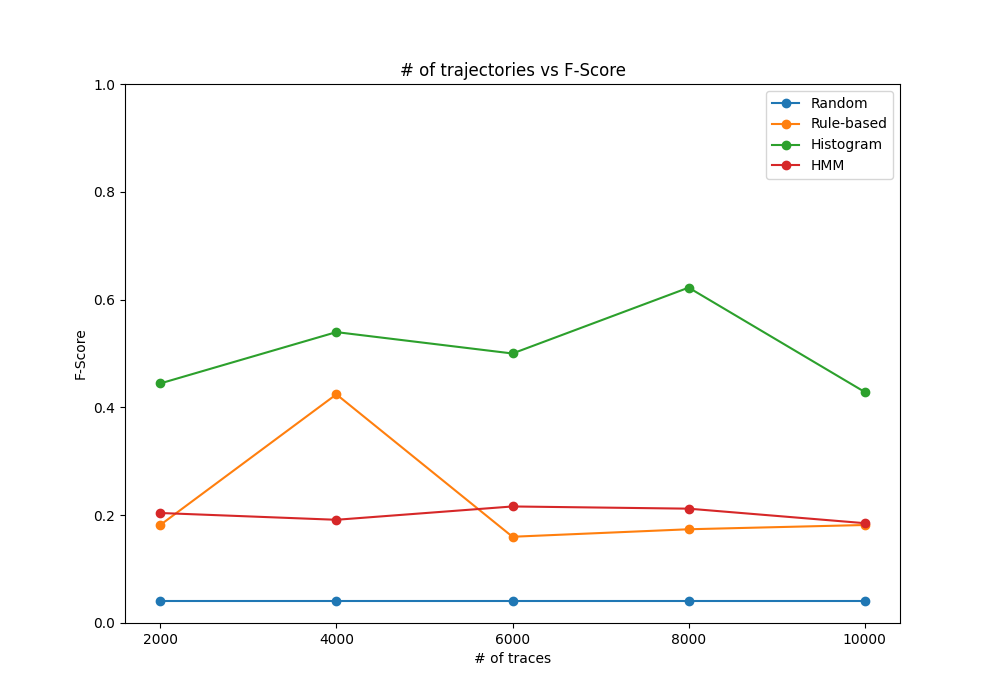 # of trajectories vs F-Score
1.0
0.8
0.6
0.4
0.2
0.0
F-Score
Random
Rule-based
Histogram
HMM
2000 4000 6000 8000 10000
# of traces